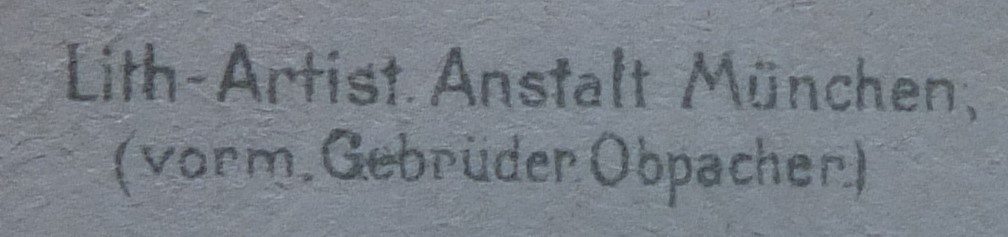 Lith-Artist. Anstalt München,
(vorm. Gebrüder Obpacher.)